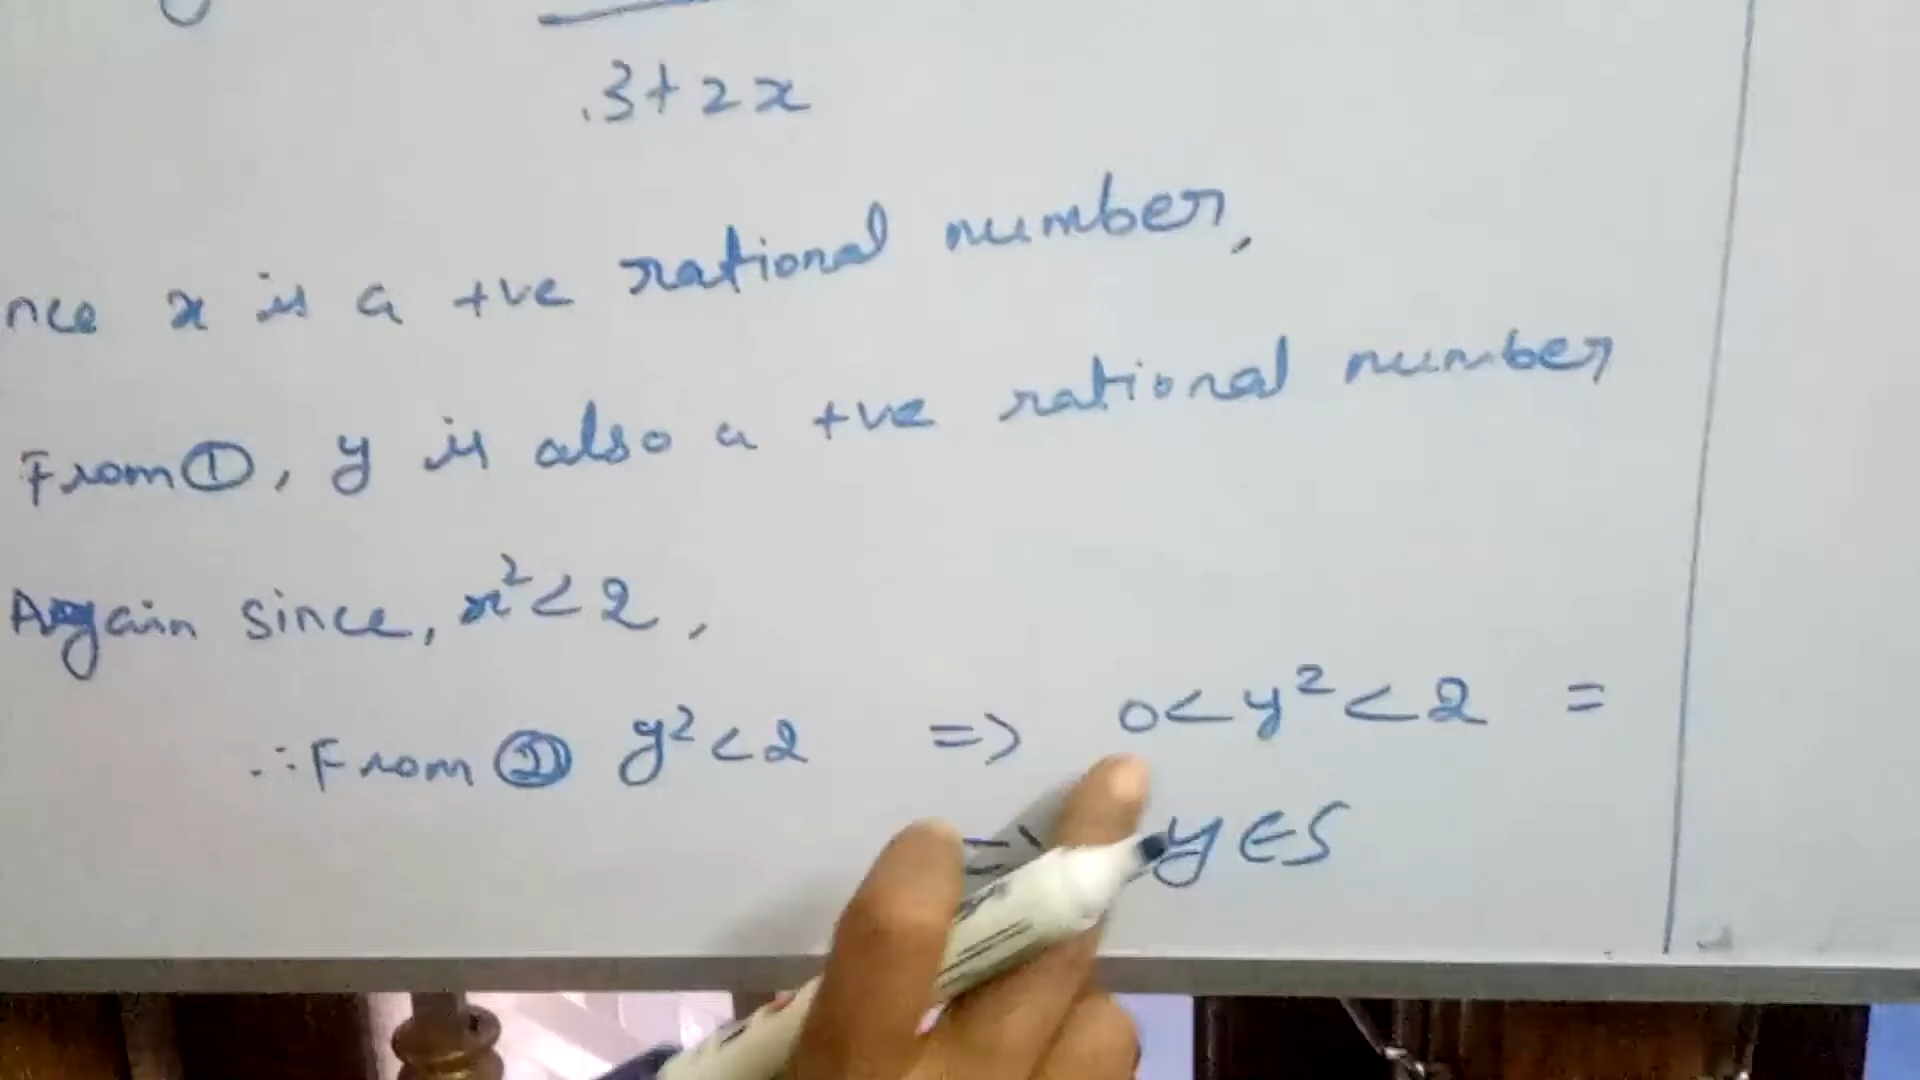 3+2x
nce x is a +ve rational number,
From ①, y is also a +ve rational number
Again since, x² < 2,
∴ From ② y² < 2 => 0 < y² < 2 =
=> y ∈ S